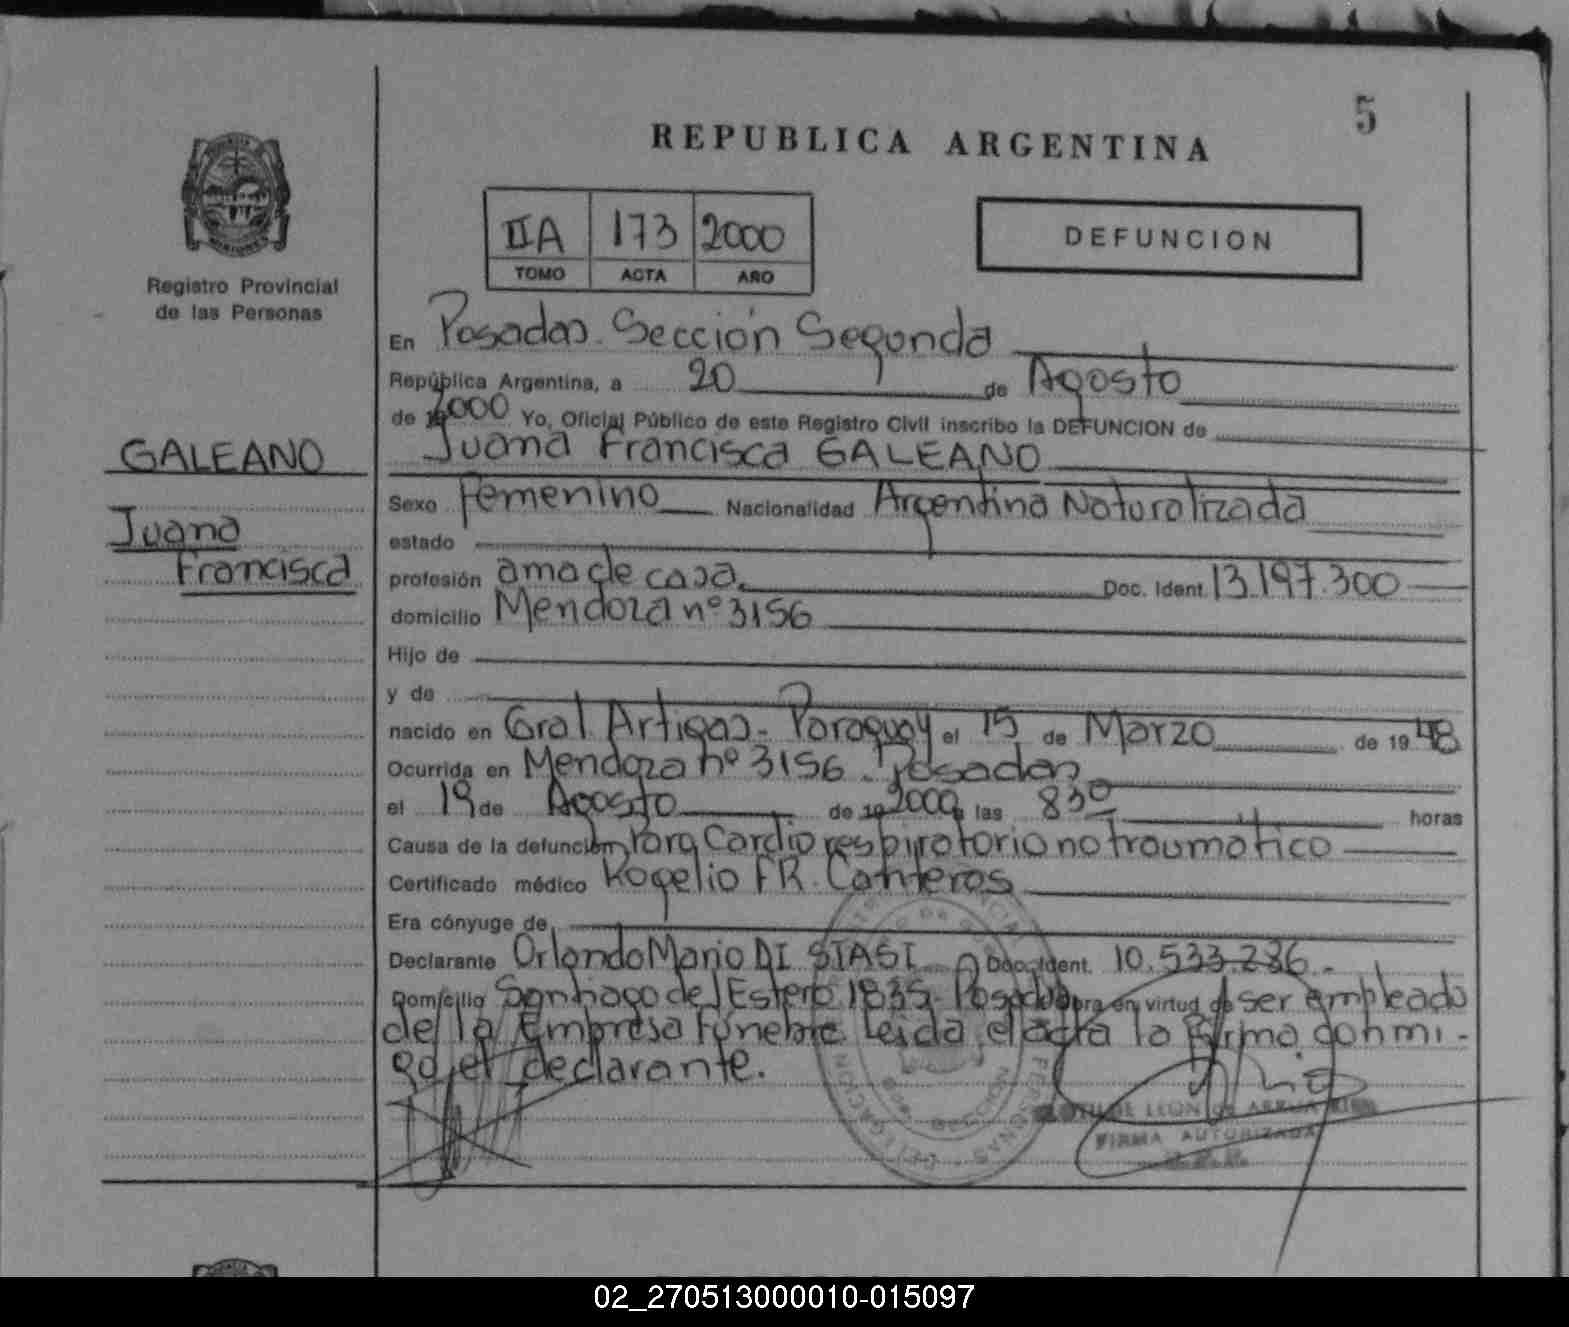 5
REPUBLICA ARGENTINA
IIA 173 2000
TOMO ACTA AÑO
DEFUNCION
Registro Provincial
de las Personas
GALEANO
Juana
Francisca
En Posadas. Sección Segunda
República Argentina, a 20 de Agosto
de 2000 Yo, Oficial Público de este Registro Civil inscribo la DEFUNCION de
Juana Francisca GALEANO
Sexo femenino Nacionalidad Argentina Naturalizada
estado
profesión ama de casa. Doc. Ident. 13.197.300
domicilio Mendoza nº 3156
Hijo de
y de
nacido en Gral. Artigas - Paraguay el 15 de Marzo de 1948
Ocurrida en Mendoza nº 3156. Posadas
el 19 de Agosto de 2000 a las 830 horas
Causa de la defunción Paro Cardio respiratorio no traumatico
Certificado médico Rogelio FR. Canteros
Era cónyuge de
Declarante Orlando Mario DI STASI Doc. Ident. 10.533.286.
Domicilio Santiago del Estero 1835. Posadas obra en virtud de ser empleado
de la Empresa Fúnebre Leida el acta la firma conmi-
go el declarante.
LEON de
FIRMA AUTORIZADA
02_270513000010-015097